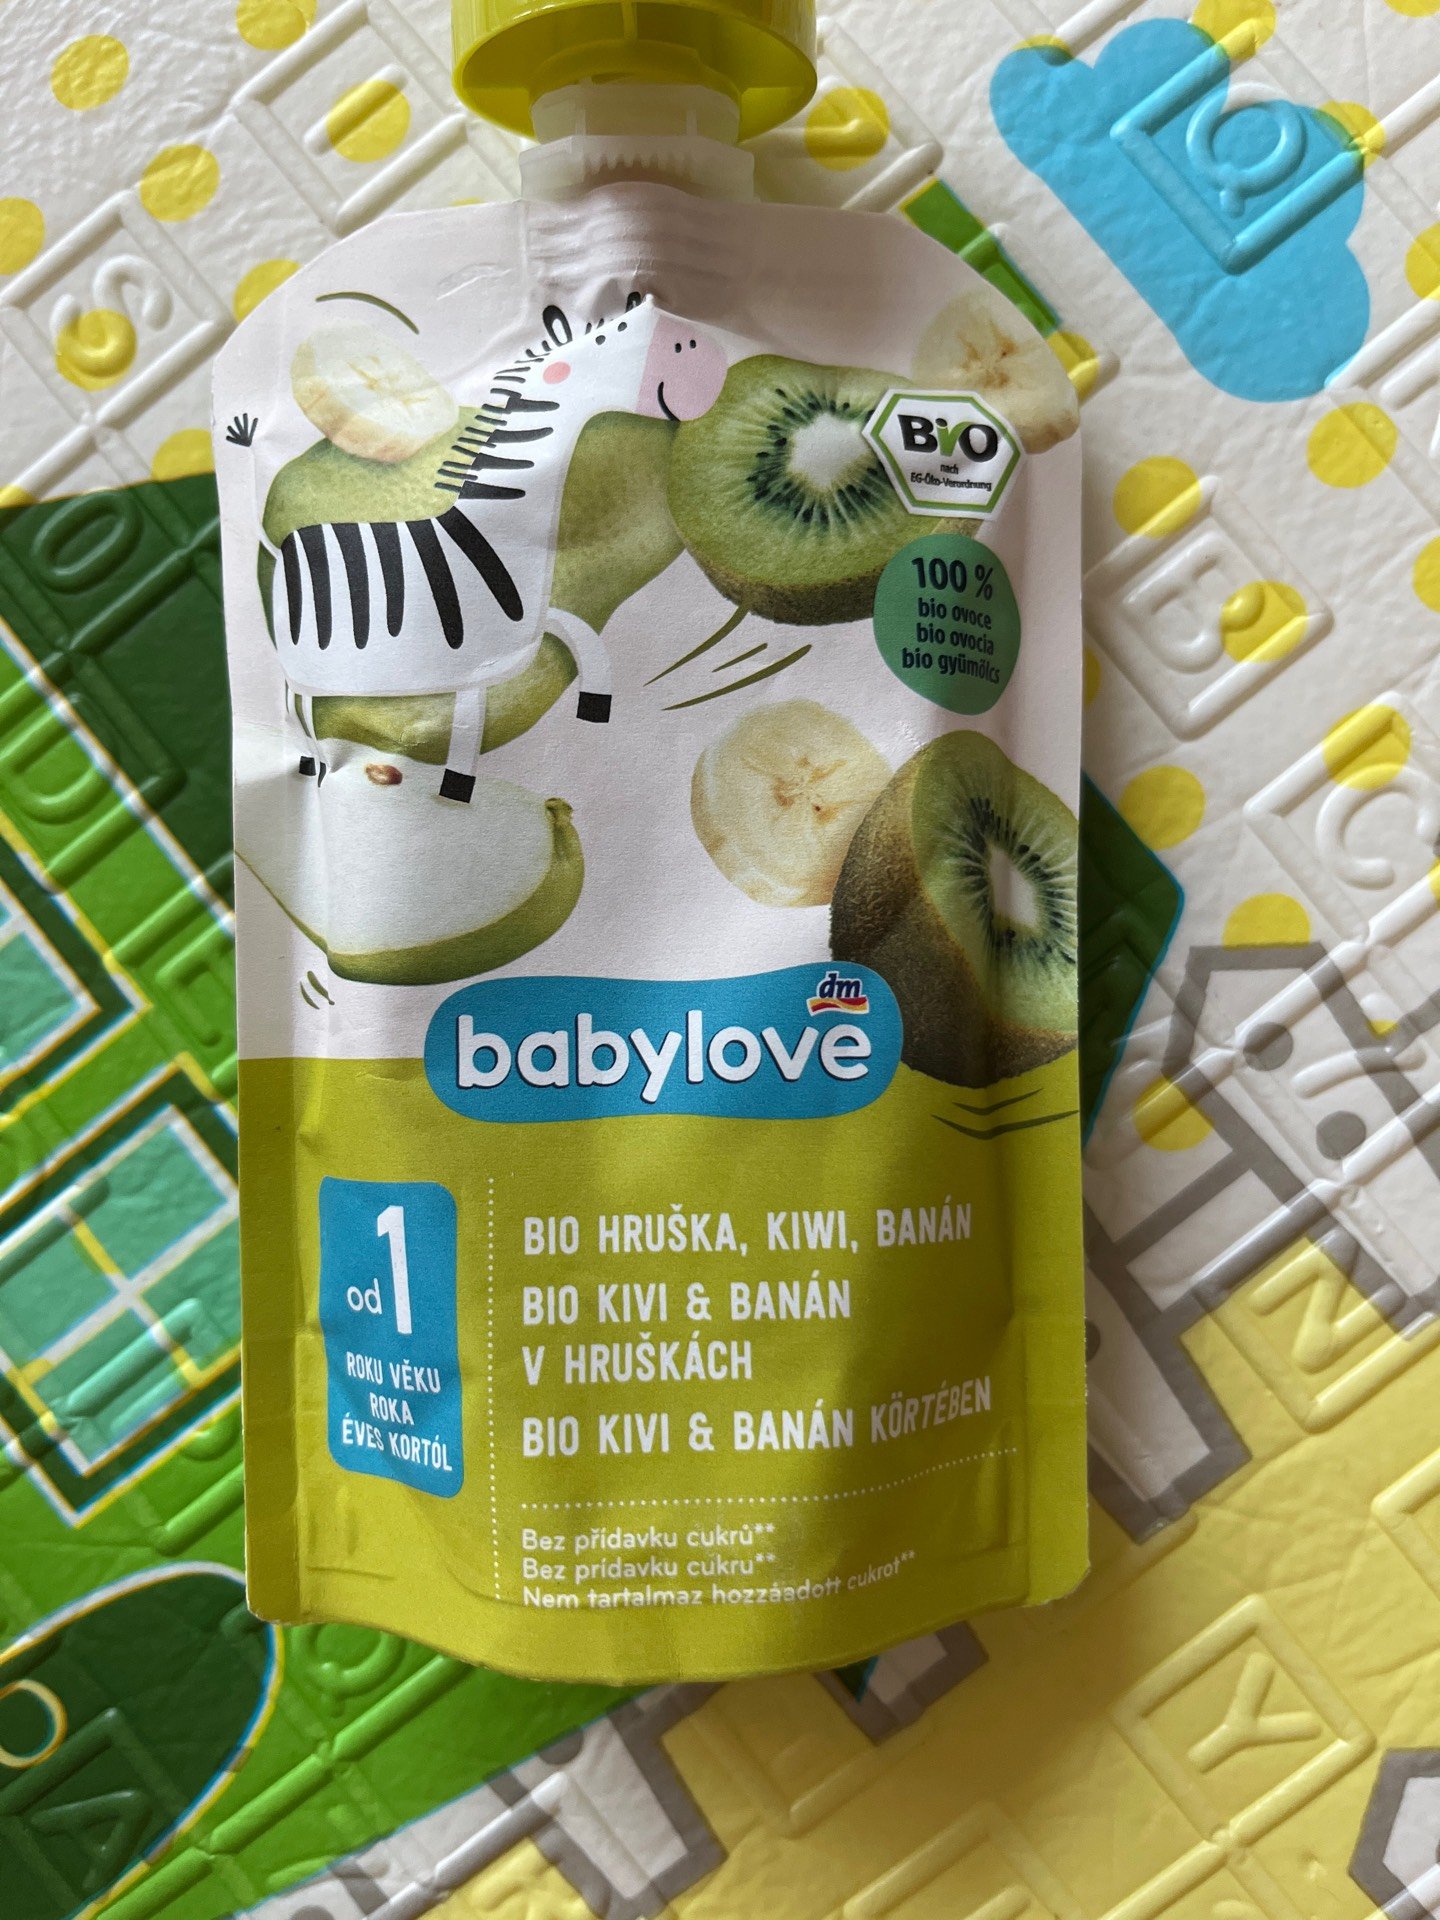 BiO
nach
EG-Öko-Verordnung
100 %
bio ovoce
bio ovocia
bio gyümölcs
dm
babylove
od 1
ROKU VĚKU
ROKA
ÉVES KORTÓL
BIO HRUŠKA, KIWI, BANÁN
BIO KIVI & BANÁN
V HRUŠKÁCH
BIO KIVI & BANÁN KÖRTÉBEN
Bez přídavku cukrů**
Bez prídavku cukru**
Nem tartalmaz hozzáadott cukrot**